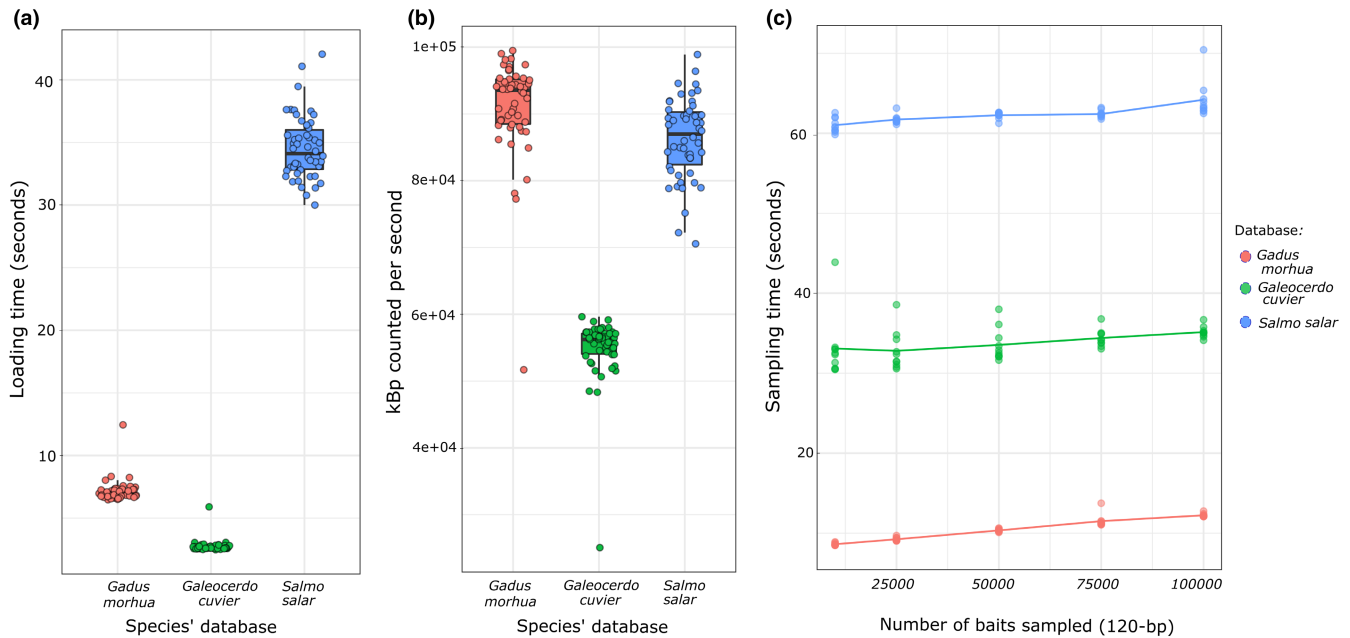 (a)
40
30
20
10
Loading time (seconds)
Gadus
morhua
Galeocerdo
cuvier
Salmo
salar
Species' database
(b)
1e+05
8e+04
6e+04
4e+04
kBp counted per second
Gadus
morhua
Galeocerdo
cuvier
Salmo
salar
Species' database
(c)
60
40
20
Sampling time (seconds)
25000 50000 75000 100000
Number of baits sampled (120-bp)
Database:
Gadus
morhua
Galeocerdo
cuvier
Salmo salar